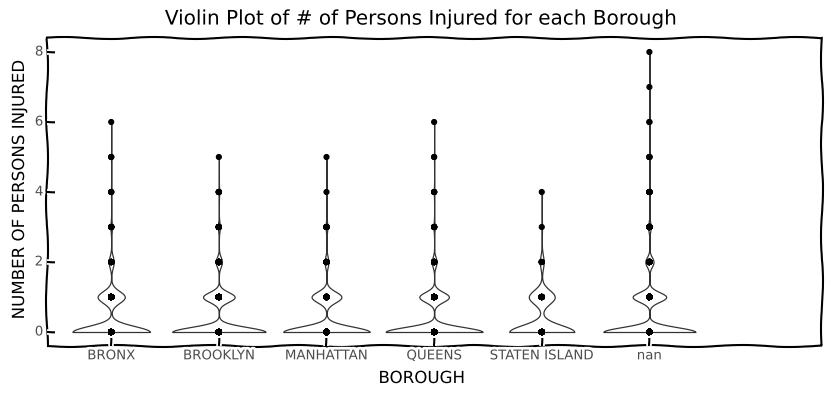 Violin Plot of # of Persons Injured for each Borough
NUMBER OF PERSONS INJURED
8
6
4
2
0
BRONX BROOKLYN MANHATTAN QUEENS STATEN ISLAND nan
BOROUGH